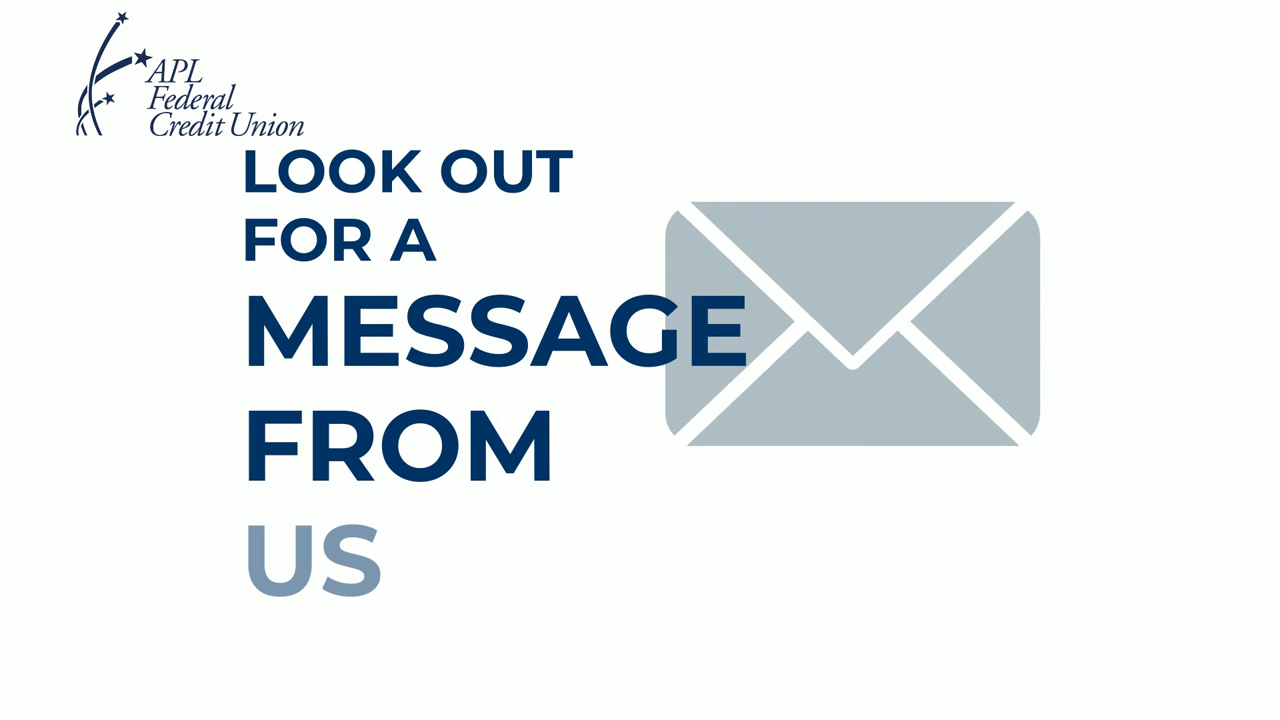 APL
Federal
Credit Union
LOOK OUT
FOR A
MESSAGE
FROM
US